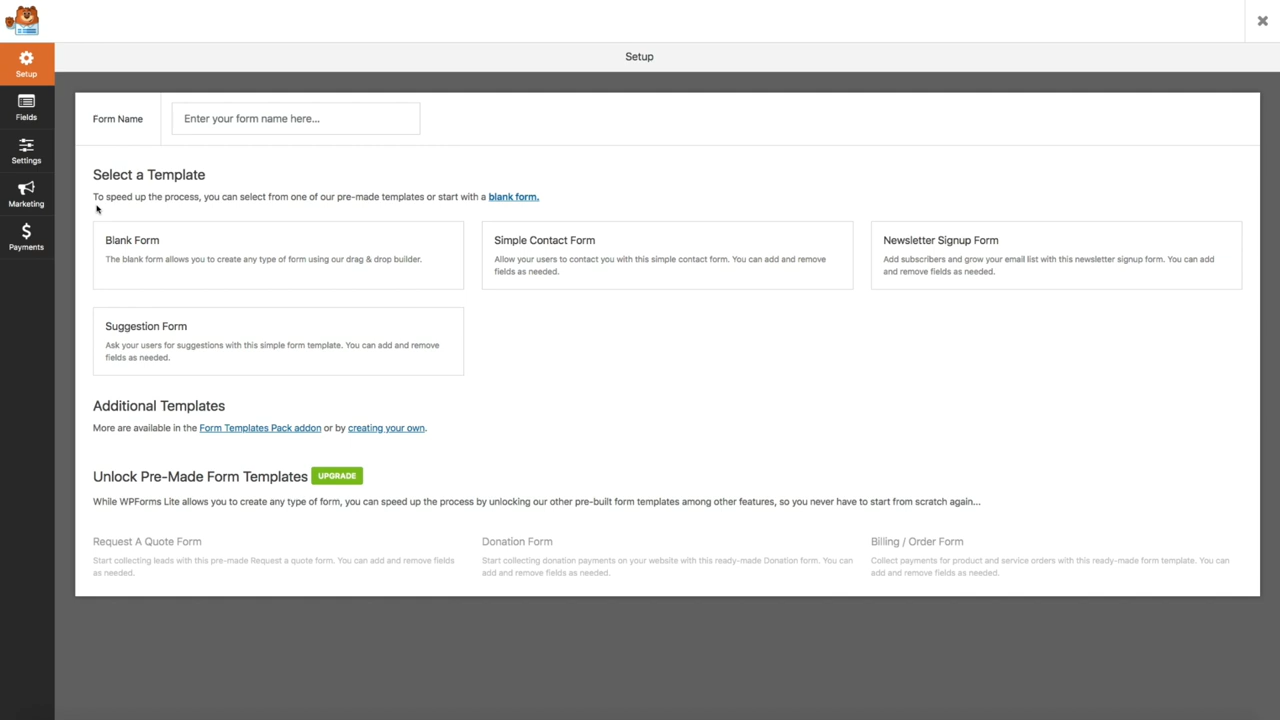 Setup
Setup
Fields
Settings
Marketing
Payments
Form Name
Enter your form name here...
Select a Template
To speed up the process, you can select from one of our pre-made templates or start with a blank form.
Blank Form
The blank form allows you to create any type of form using our drag & drop builder.
Simple Contact Form
Allow your users to contact you with this simple contact form. You can add and remove
fields as needed.
Newsletter Signup Form
Add subscribers and grow your email list with this newsletter signup form. You can add
and remove fields as needed.
Suggestion Form
Ask your users for suggestions with this simple form template. You can add and remove
fields as needed.
Additional Templates
More are available in the Form Templates Pack addon or by creating your own.
Unlock Pre-Made Form Templates UPGRADE
While WPForms Lite allows you to create any type of form, you can speed up the process by unlocking our other pre-built form templates among other features, so you never have to start from scratch again...
Request A Quote Form
Start collecting leads with this pre-made Request a quote form. You can add and remove fields
as needed.
Donation Form
Start collecting donation payments on your website with this ready-made Donation form. You can
add and remove fields as needed.
Billing / Order Form
Collect payments for product and service orders with this ready-made form template. You can
add and remove fields as needed.